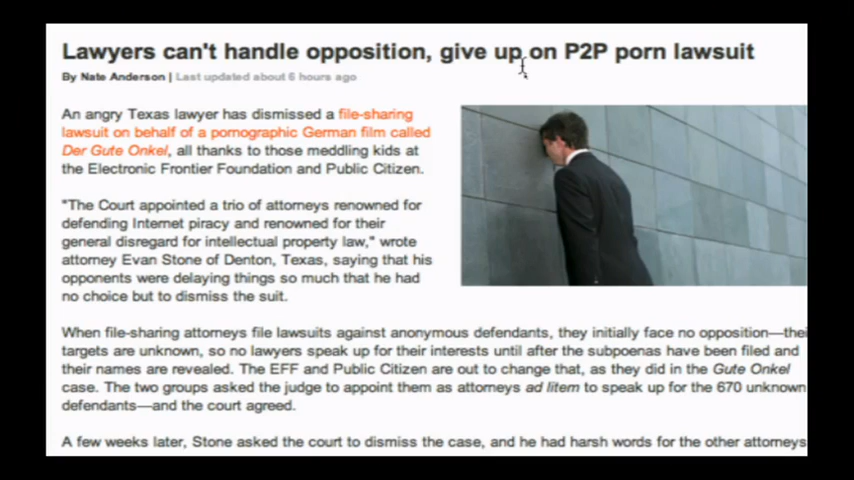 Lawyers can't handle opposition, give up on P2P porn lawsuit
By Nate Anderson | Last updated about 6 hours ago
An angry Texas lawyer has dismissed a file-sharing
lawsuit on behalf of a pornographic German film called
Der Gute Onkel, all thanks to those meddling kids at
the Electronic Frontier Foundation and Public Citizen.
"The Court appointed a trio of attorneys renowned for
defending Internet piracy and renowned for their
general disregard for intellectual property law," wrote
attorney Evan Stone of Denton, Texas, saying that his
opponents were delaying things so much that he had
no choice but to dismiss the suit.
When file-sharing attorneys file lawsuits against anonymous defendants, they initially face no opposition—thei
targets are unknown, so no lawyers speak up for their interests until after the subpoenas have been filed and
their names are revealed. The EFF and Public Citizen are out to change that, as they did in the Gute Onkel
case. The two groups asked the judge to appoint them as attorneys ad litem to speak up for the 670 unknown
defendants—and the court agreed.
A few weeks later, Stone asked the court to dismiss the case, and he had harsh words for the other attorneys